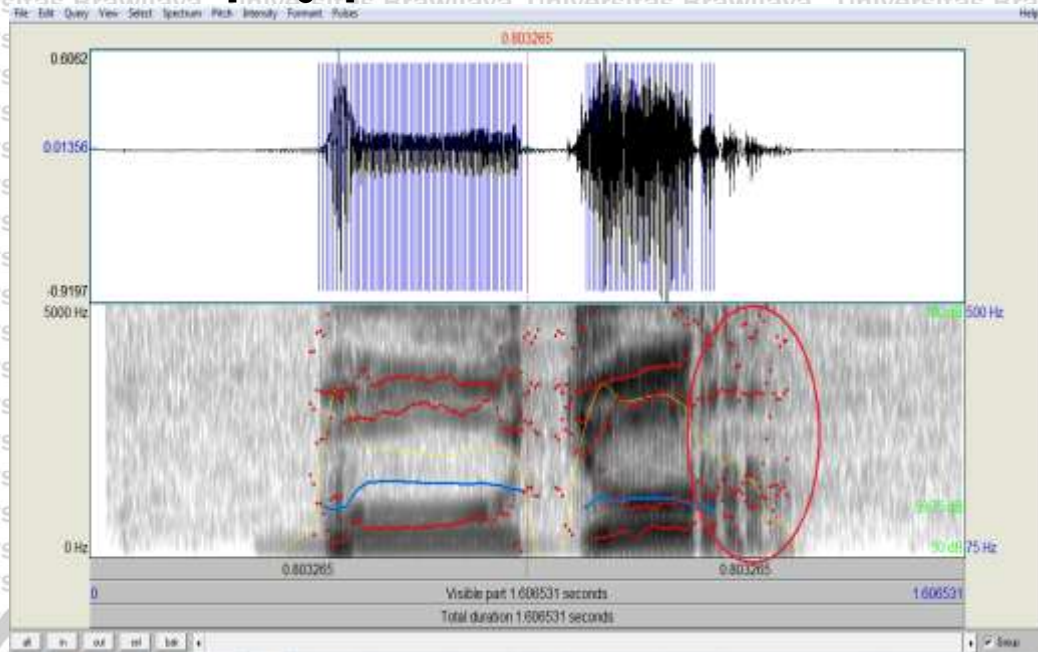 Universitas Brawijaya
File Edit Query View Select Spectrum Pitch Intensity Formant Pulses Help
0.803265
0.6062
0.01356
-0.9197
5000 Hz
500 Hz
0 Hz
75 Hz
0.803265 0.803265
0 Visible part 1.606531 seconds 1.606531
Total duration 1.606531 seconds
all in out sel bak
Group